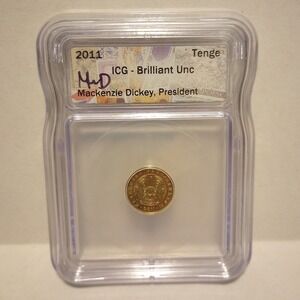 2011 Tenge
ICG - Brilliant Unc
Mackenzie Dickey, President